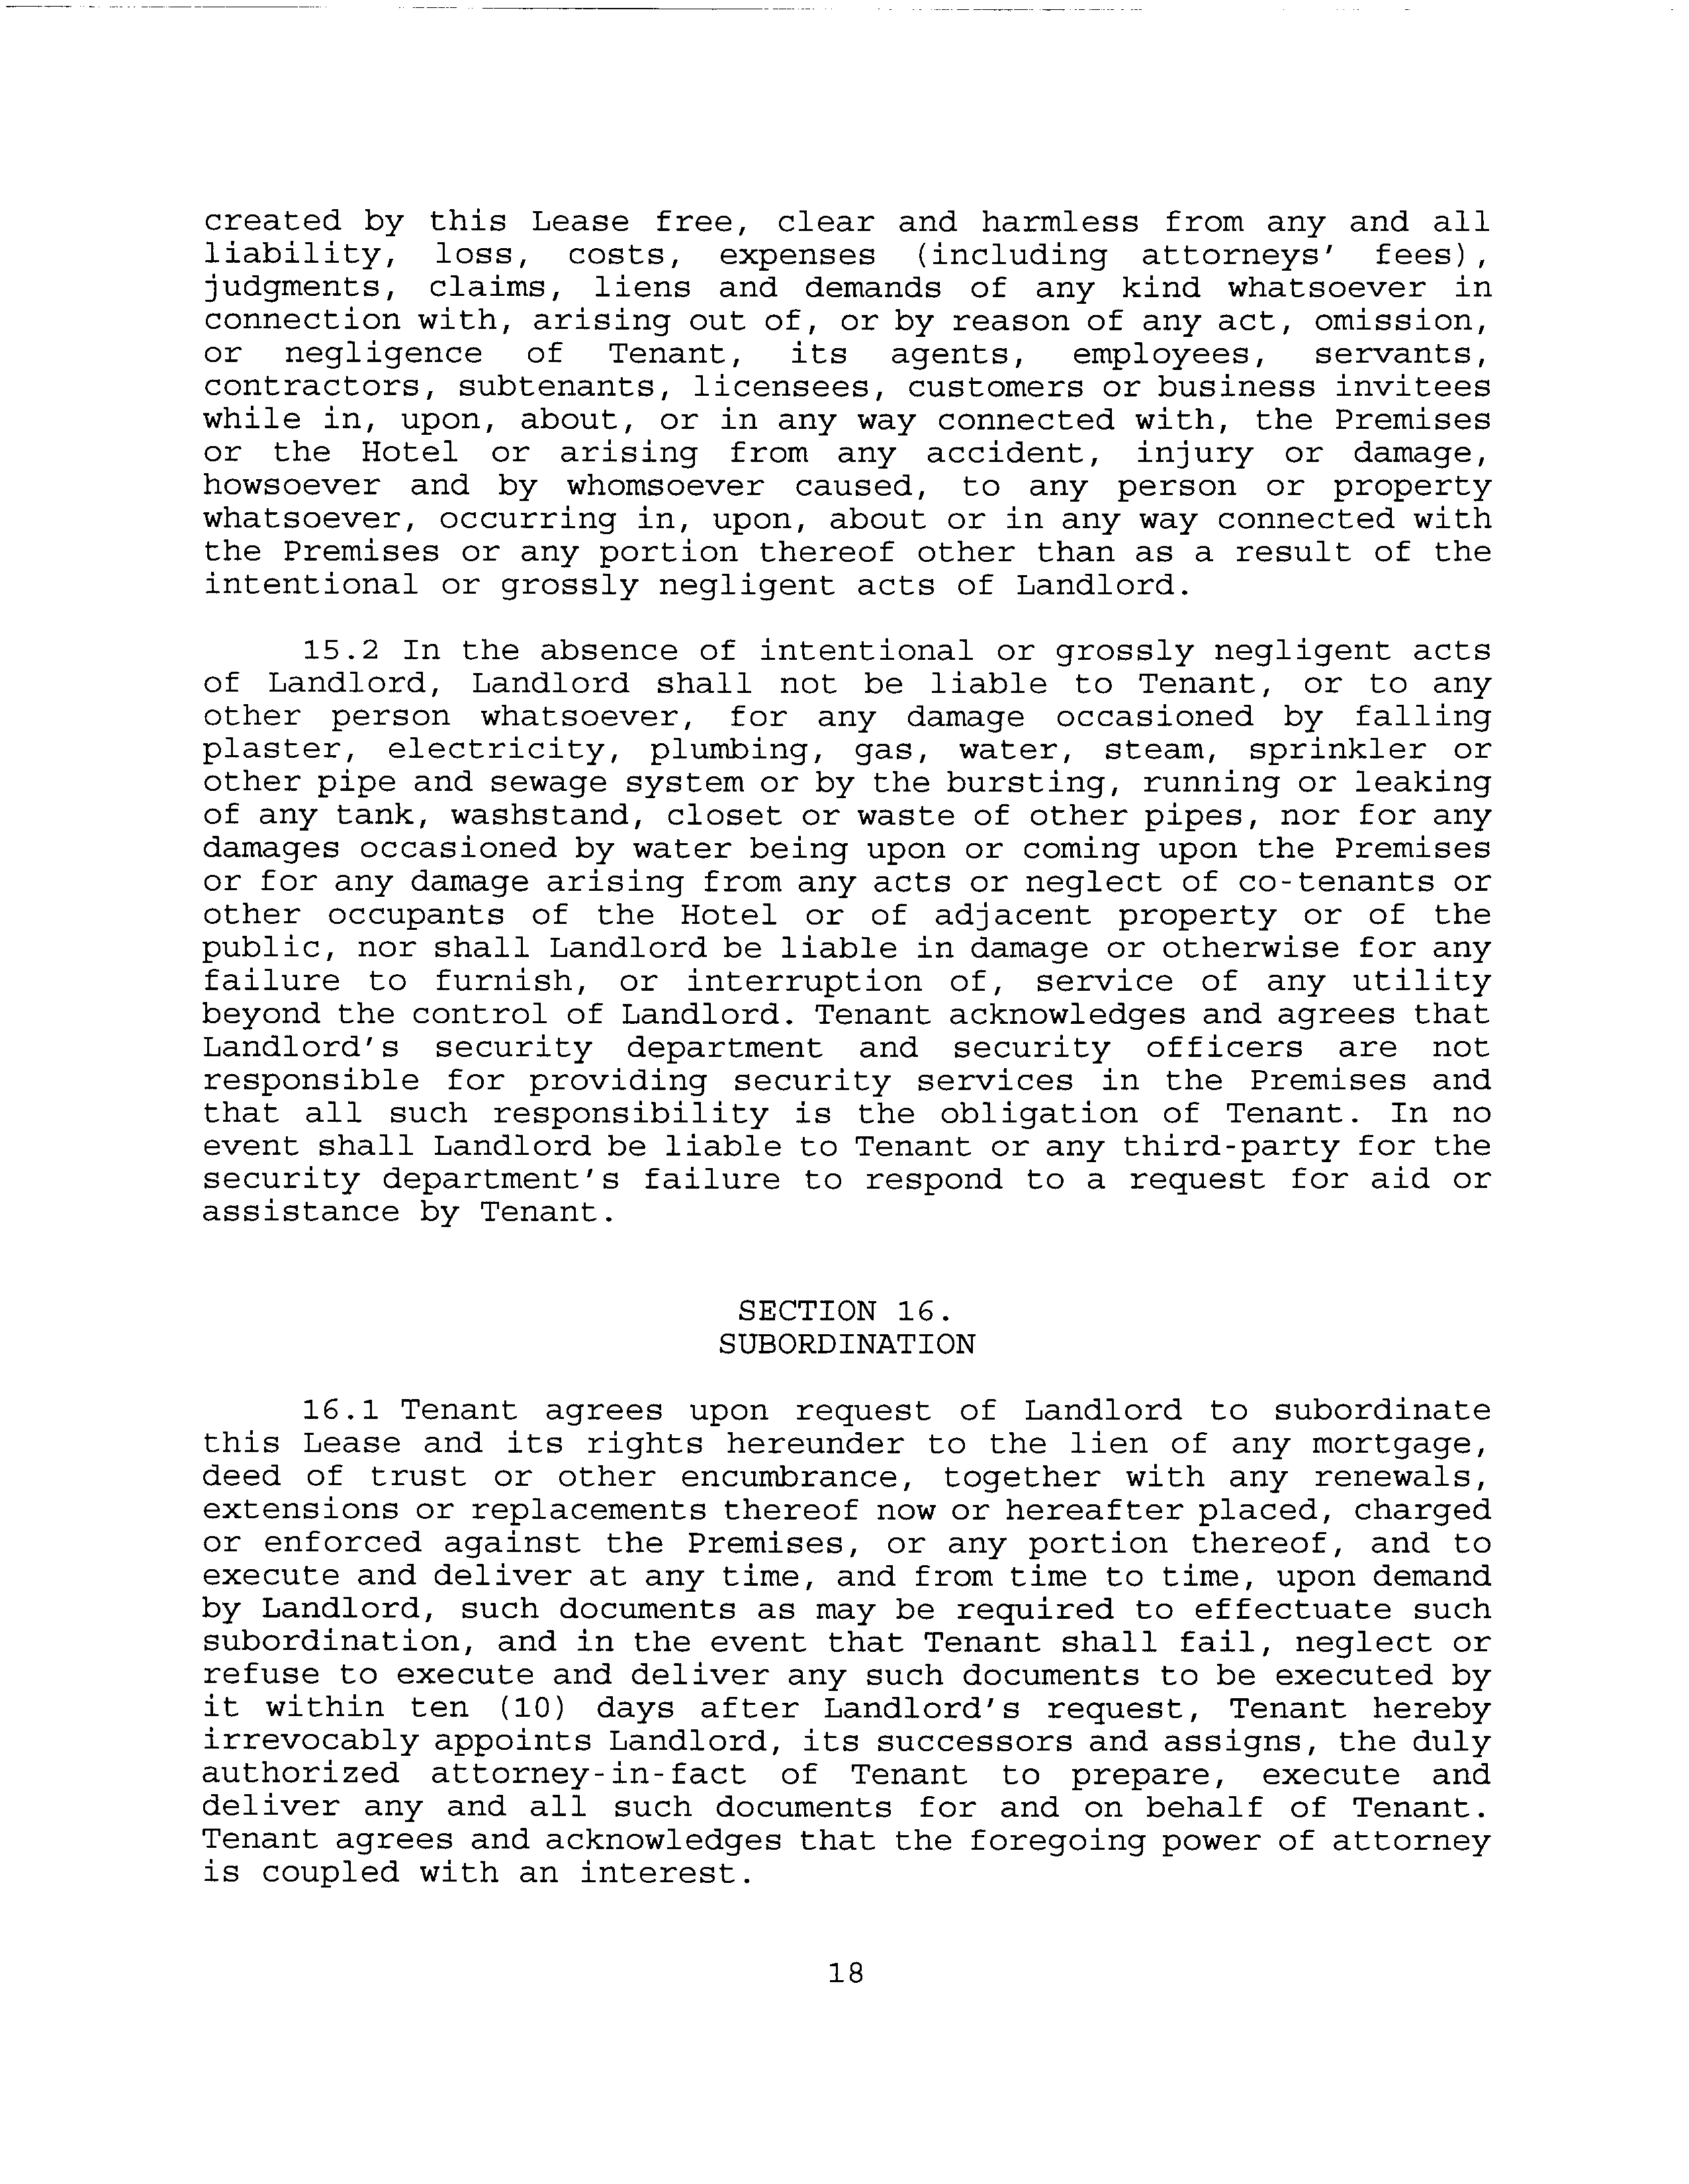 created by this Lease free, clear and harmless from any and all
liability, loss, costs, expenses (including attorneys' fees),
judgments, claims, liens and demands of any kind whatsoever in
connection with, arising out of, or by reason of any act, omission,
or negligence of Tenant, its agents, employees, servants,
contractors, subtenants, licensees, customers or business invitees
while in, upon, about, or in any way connected with, the Premises
or the Hotel or arising from any accident, injury or damage,
howsoever and by whomsoever caused, to any person or property
whatsoever, occurring in, upon, about or in any way connected with
the Premises or any portion thereof other than as a result of the
intentional or grossly negligent acts of Landlord.
15.2 In the absence of intentional or grossly negligent acts
of Landlord, Landlord shall not be liable to Tenant, or to any
other person whatsoever, for any damage occasioned by falling
plaster, electricity, plumbing, gas, water, steam, sprinkler or
other pipe and sewage system or by the bursting, running or leaking
of any tank, washstand, closet or waste of other pipes, nor for any
damages occasioned by water being upon or coming upon the Premises
or for any damage arising from any acts or neglect of co-tenants or
other occupants of the Hotel or of adjacent property or of the
public, nor shall Landlord be liable in damage or otherwise for any
failure to furnish, or interruption of, service of any utility
beyond the control of Landlord. Tenant acknowledges and agrees that
Landlord's security department and security officers are not
responsible for providing security services in the Premises and
that all such responsibility is the obligation of Tenant. In no
event shall Landlord be liable to Tenant or any third-party for the
security department's failure to respond to a request for aid or
assistance by Tenant.
SECTION 16.
SUBORDINATION
16.1 Tenant agrees upon request of Landlord to subordinate
this Lease and its rights hereunder to the lien of any mortgage,
deed of trust or other encumbrance, together with any renewals,
extensions or replacements thereof now or hereafter placed, charged
or enforced against the Premises, or any portion thereof, and to
execute and deliver at any time, and from time to time, upon demand
by Landlord, such documents as may be required to effectuate such
subordination, and in the event that Tenant shall fail, neglect or
refuse to execute and deliver any such documents to be executed by
it within ten (10) days after Landlord's request, Tenant hereby
irrevocably appoints Landlord, its successors and assigns, the duly
authorized attorney-in-fact of Tenant to prepare, execute and
deliver any and all such documents for and on behalf of Tenant.
Tenant agrees and acknowledges that the foregoing power of attorney
is coupled with an interest.
18